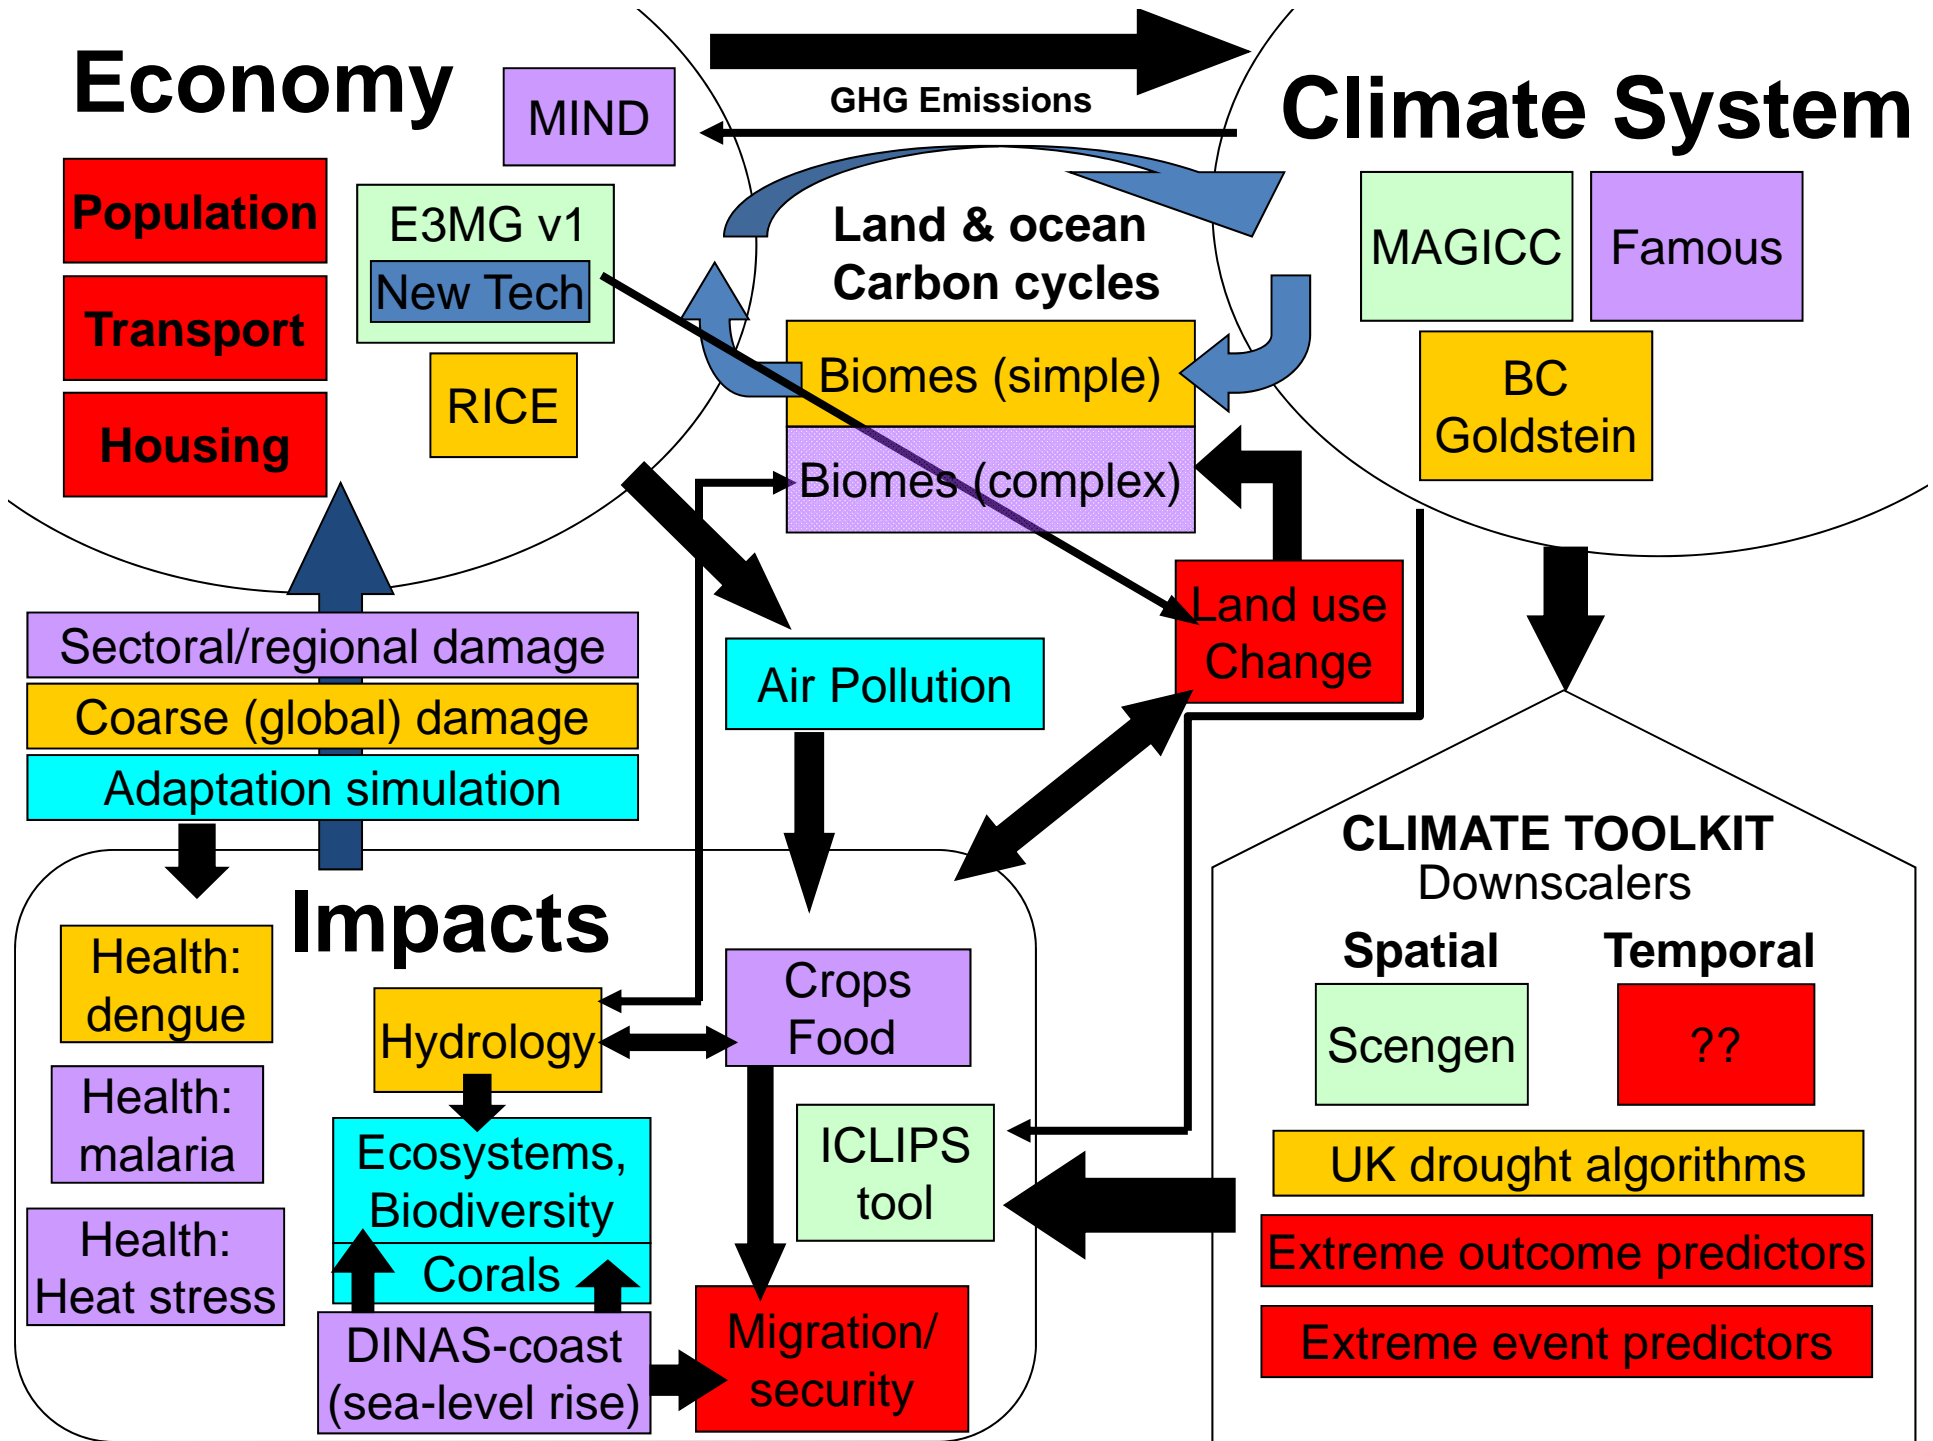 Economy
MIND
Population
E3MG v1
New Tech
Transport
RICE
Housing
GHG Emissions
Land & ocean
Carbon cycles
Biomes (simple)
Biomes (complex)
Climate System
MAGICC
Famous
BC
Goldstein
Land use
Change
Air Pollution
Sectoral/regional damage
Coarse (global) damage
Adaptation simulation
Impacts
Health:
dengue
Health:
malaria
Health:
Heat stress
Hydrology
Crops
Food
Ecosystems,
Biodiversity
Corals
ICLIPS
tool
DINAS-coast
(sea-level rise)
Migration/
security
CLIMATE TOOLKIT
Downscalers
Spatial
Temporal
Scengen
??
UK drought algorithms
Extreme outcome predictors
Extreme event predictors